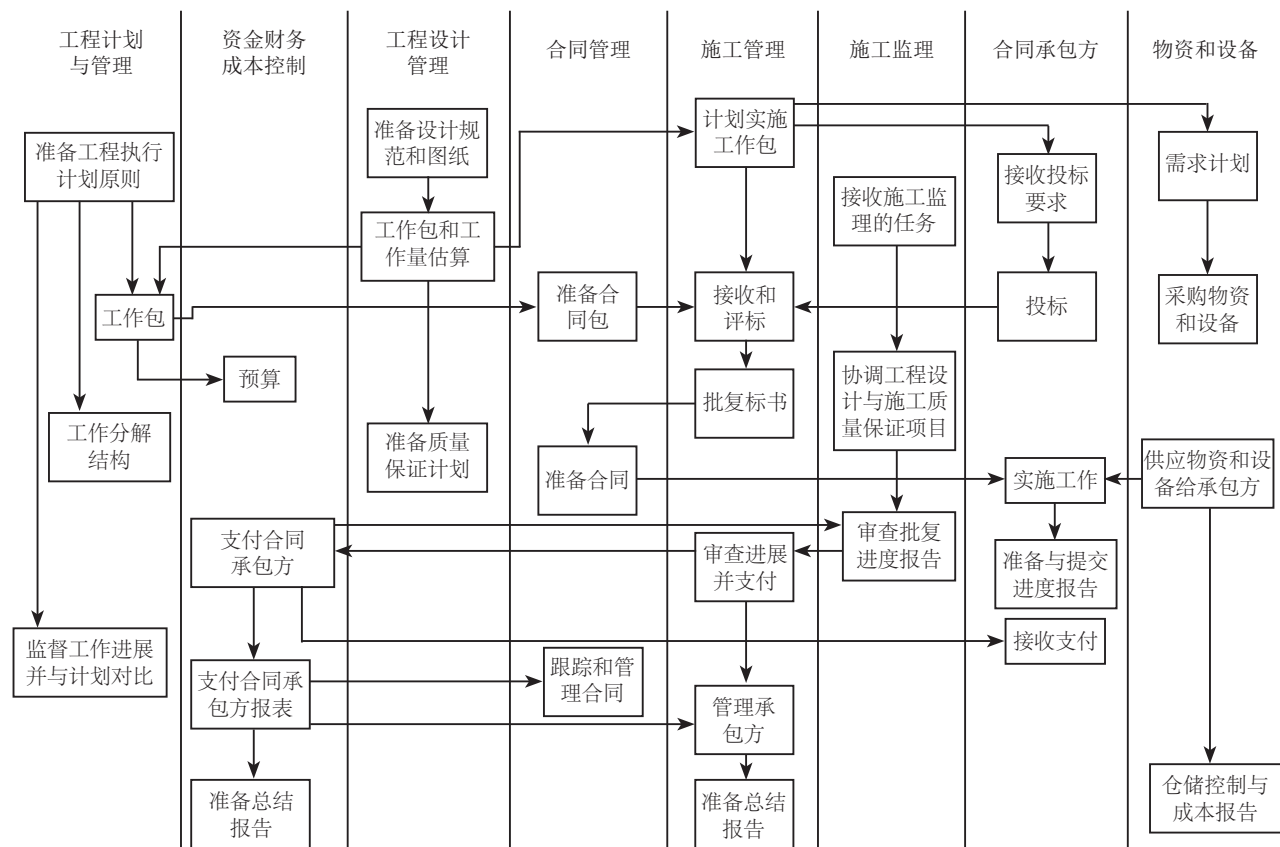 工程计划
与管理
资金财务
成本控制
工程设计
管理
合同管理
施工管理
施工监理
合同承包方
物资和设备
准备工程执行
计划原则
工作包
工作分解
结构
监督工作进展
并与计划对比
预算
支付合同
承包方
支付合同承
包方报表
准备总结
报告
准备设计规
范和图纸
工作包和工
作量估算
准备质量
保证计划
准备合
同包
准备合同
跟踪和管
理合同
计划实施
工作包
接收和
评标
批复标书
审查进展
并支付
管理承
包方
准备总结
报告
接收施工监
理的任务
协调工程设
计与施工质
量保证项目
审查批复
进度报告
接收投标
要求
投标
实施工作
准备与提交
进度报告
接收支付
需求计划
采购物资
和设备
供应物资和设
备给承包方
仓储控制与
成本报告